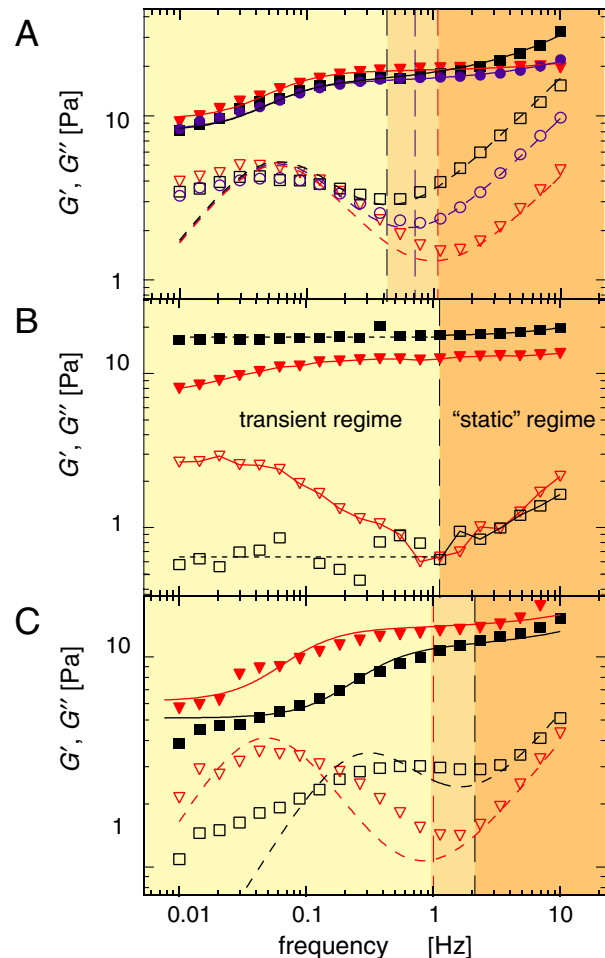 A
G′, G″ [Pa]
10
1
B
G′, G″ [Pa]
10
1
transient regime
“static” regime
C
G′, G″ [Pa]
10
1
0.01 0.1 1 10
frequency [Hz]